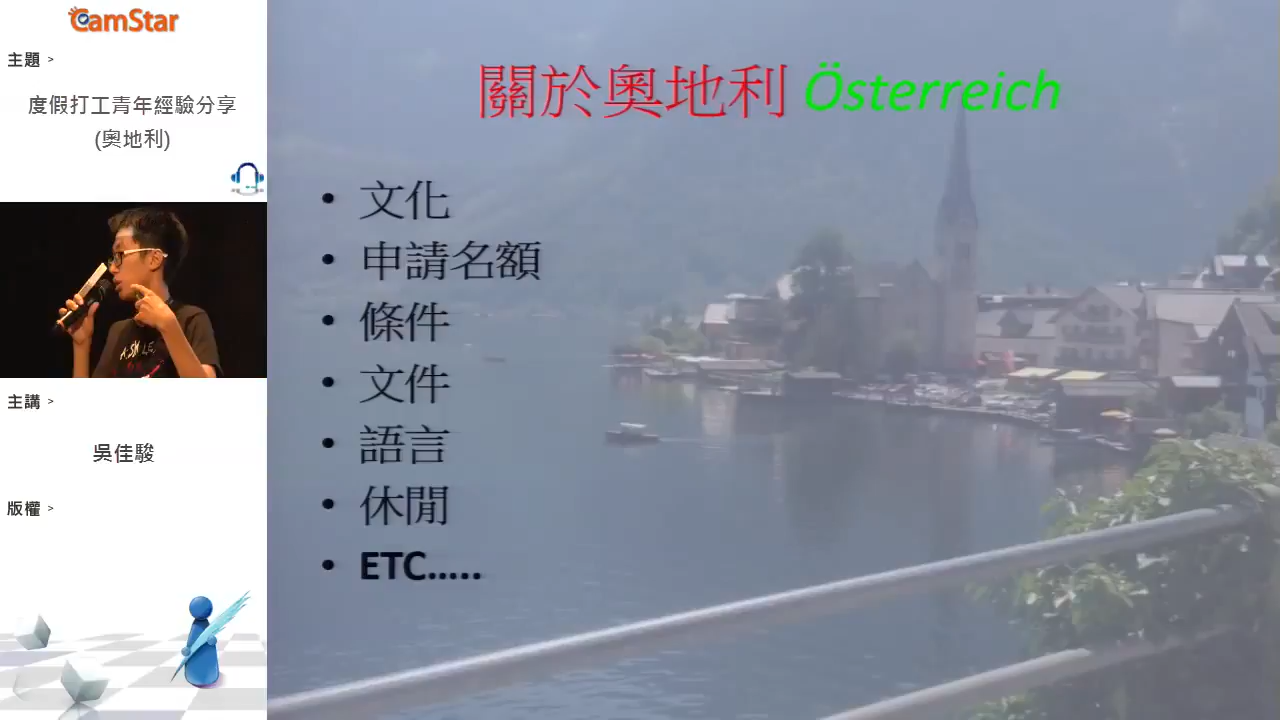 CamStar
主題 >
度假打工青年經驗分享
(奧地利)
主講 >
吳佳駿
版權 >
關於奧地利 Österreich
• 文化
• 申請名額
• 條件
• 文件
• 語言
• 休閒
• ETC.....